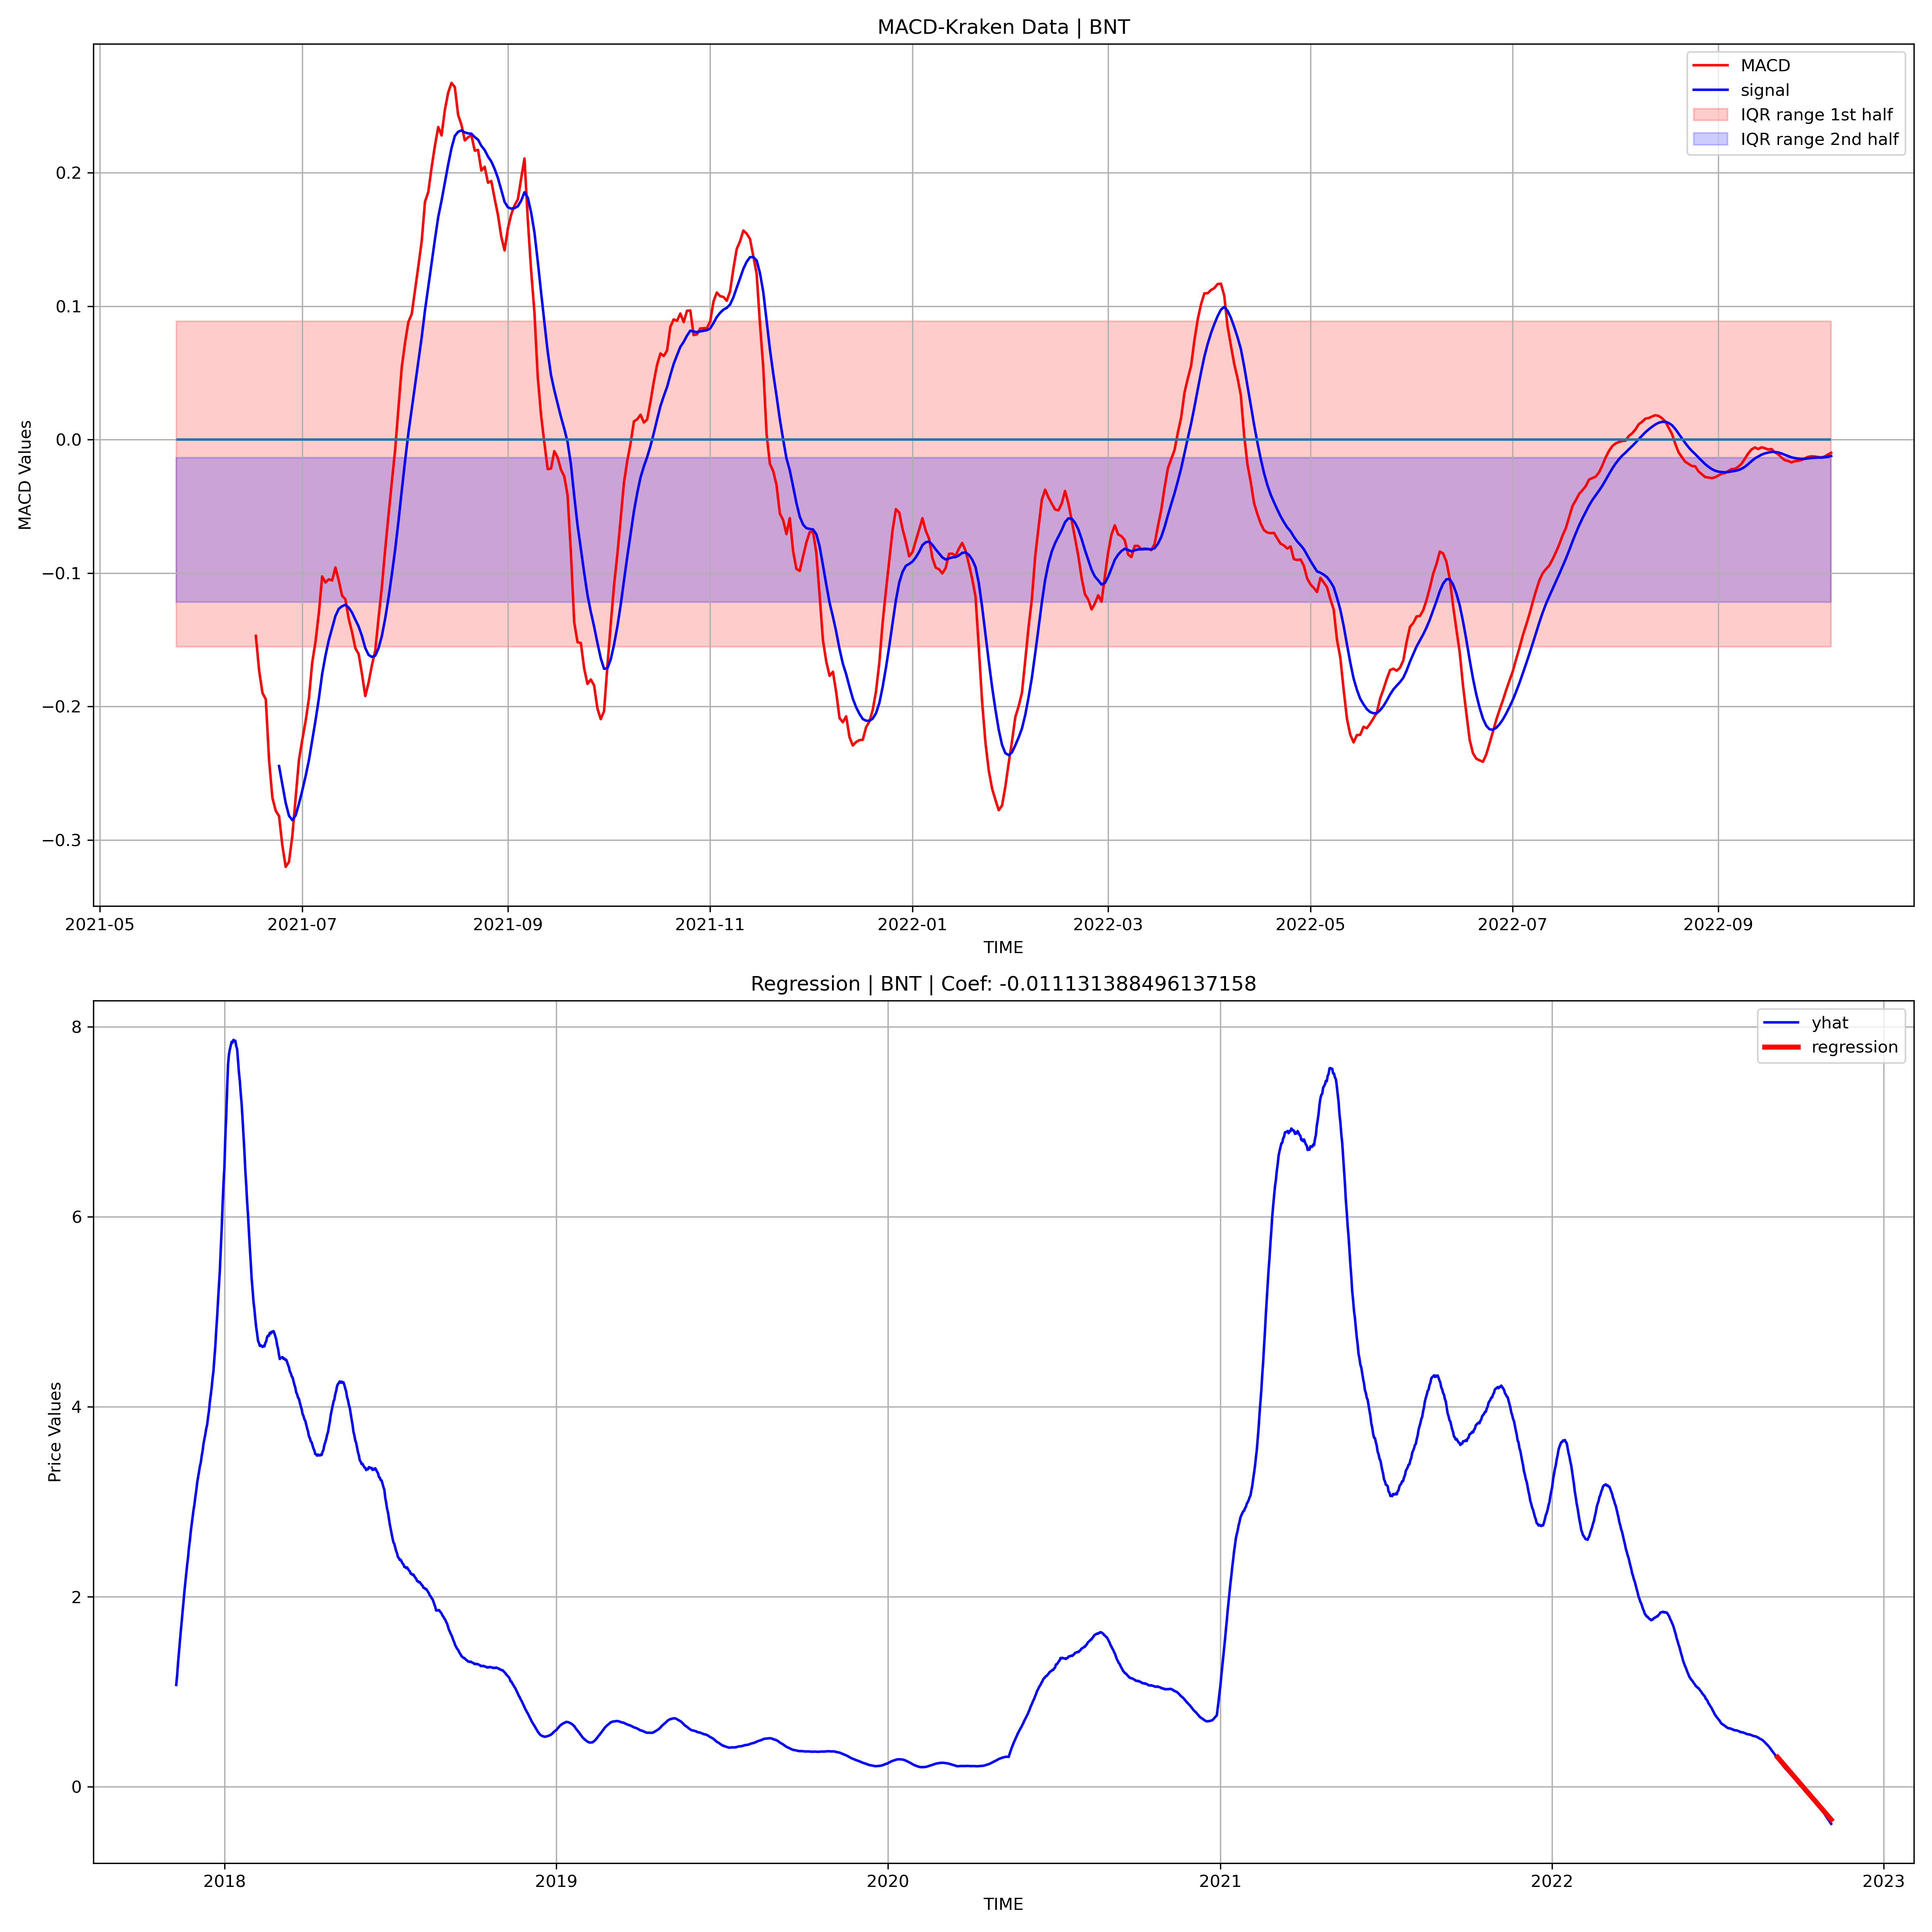 MACD-Kraken Data | BNT
MACD
signal
IQR range 1st half
IQR range 2nd half
MACD Values
0.2
0.1
0.0
−0.1
−0.2
−0.3
2021-05 2021-07 2021-09 2021-11 2022-01 2022-03 2022-05 2022-07 2022-09
TIME
Regression | BNT | Coef: -0.011131388496137158
yhat
regression
Price Values
8
6
4
2
0
2018 2019 2020 2021 2022 2023
TIME